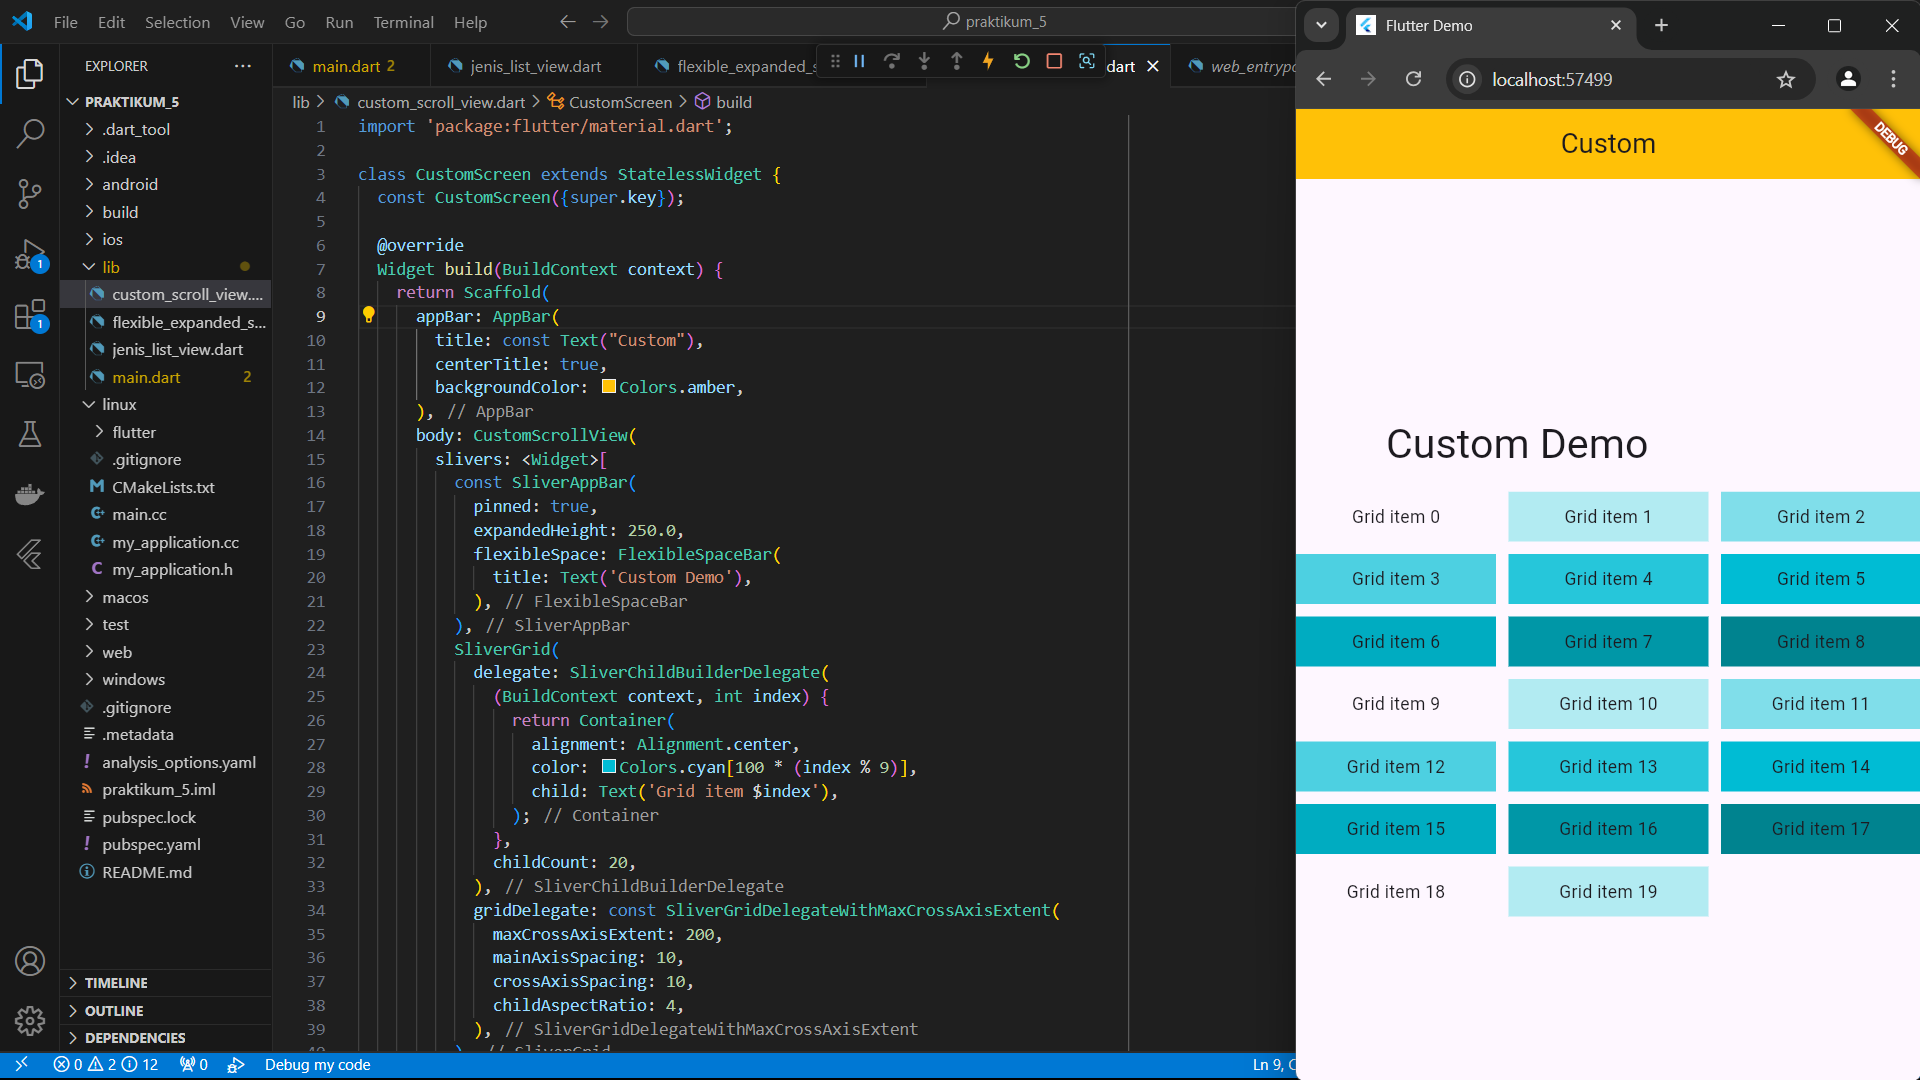 File Edit Selection View Go Run Terminal Help
praktikum_5
EXPLORER
PRAKTIKUM_5
.dart_tool
.idea
android
build
ios
lib
custom_scroll_view....
flexible_expanded_s...
jenis_list_view.dart
main.dart 2
linux
flutter
.gitignore
CMakeLists.txt
main.cc
my_application.cc
my_application.h
macos
test
web
windows
.gitignore
.metadata
analysis_options.yaml
praktikum_5.iml
pubspec.lock
pubspec.yaml
README.md
TIMELINE
OUTLINE
DEPENDENCIES
1
1
main.dart 2
jenis_list_view.dart
flexible_expanded_s
dart
web_entrypo
lib > custom_scroll_view.dart > CustomScreen > build
1 import 'package:flutter/material.dart';
2
3 class CustomScreen extends StatelessWidget {
4 const CustomScreen({super.key});
5
6 @override
7 Widget build(BuildContext context) {
8 return Scaffold(
9 appBar: AppBar(
10 title: const Text("Custom"),
11 centerTitle: true,
12 backgroundColor: Colors.amber,
13 ), // AppBar
14 body: CustomScrollView(
15 slivers: <Widget>[
16 const SliverAppBar(
17 pinned: true,
18 expandedHeight: 250.0,
19 flexibleSpace: FlexibleSpaceBar(
20 title: Text('Custom Demo'),
21 ), // FlexibleSpaceBar
22 ), // SliverAppBar
23 SliverGrid(
24 delegate: SliverChildBuilderDelegate(
25 (BuildContext context, int index) {
26 return Container(
27 alignment: Alignment.center,
28 color: Colors.cyan[100 * (index % 9)],
29 child: Text('Grid item $index'),
30 ); // Container
31 },
32 childCount: 20,
33 ), // SliverChildBuilderDelegate
34 gridDelegate: const SliverGridDelegateWithMaxCrossAxisExtent(
35 maxCrossAxisExtent: 200,
36 mainAxisSpacing: 10,
37 crossAxisSpacing: 10,
38 childAspectRatio: 4,
39 ), // SliverGridDelegateWithMaxCrossAxisExtent
40 ), // SliverGrid
0 2 12 0 Debug my code
Ln 9, C
Flutter Demo
localhost:57499
Custom
DEBUG
Custom Demo
Grid item 0 Grid item 1 Grid item 2
Grid item 3 Grid item 4 Grid item 5
Grid item 6 Grid item 7 Grid item 8
Grid item 9 Grid item 10 Grid item 11
Grid item 12 Grid item 13 Grid item 14
Grid item 15 Grid item 16 Grid item 17
Grid item 18 Grid item 19